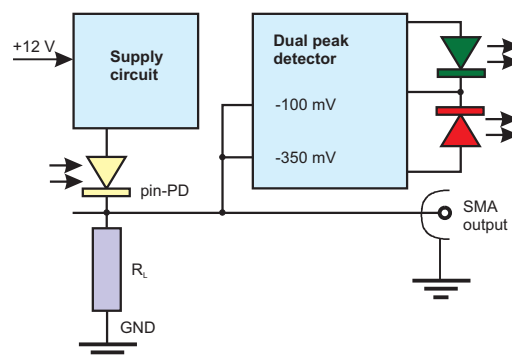 +12 V
Supply
circuit
Dual peak
detector
-100 mV
-350 mV
pin-PD
SMA
output
RL
GND